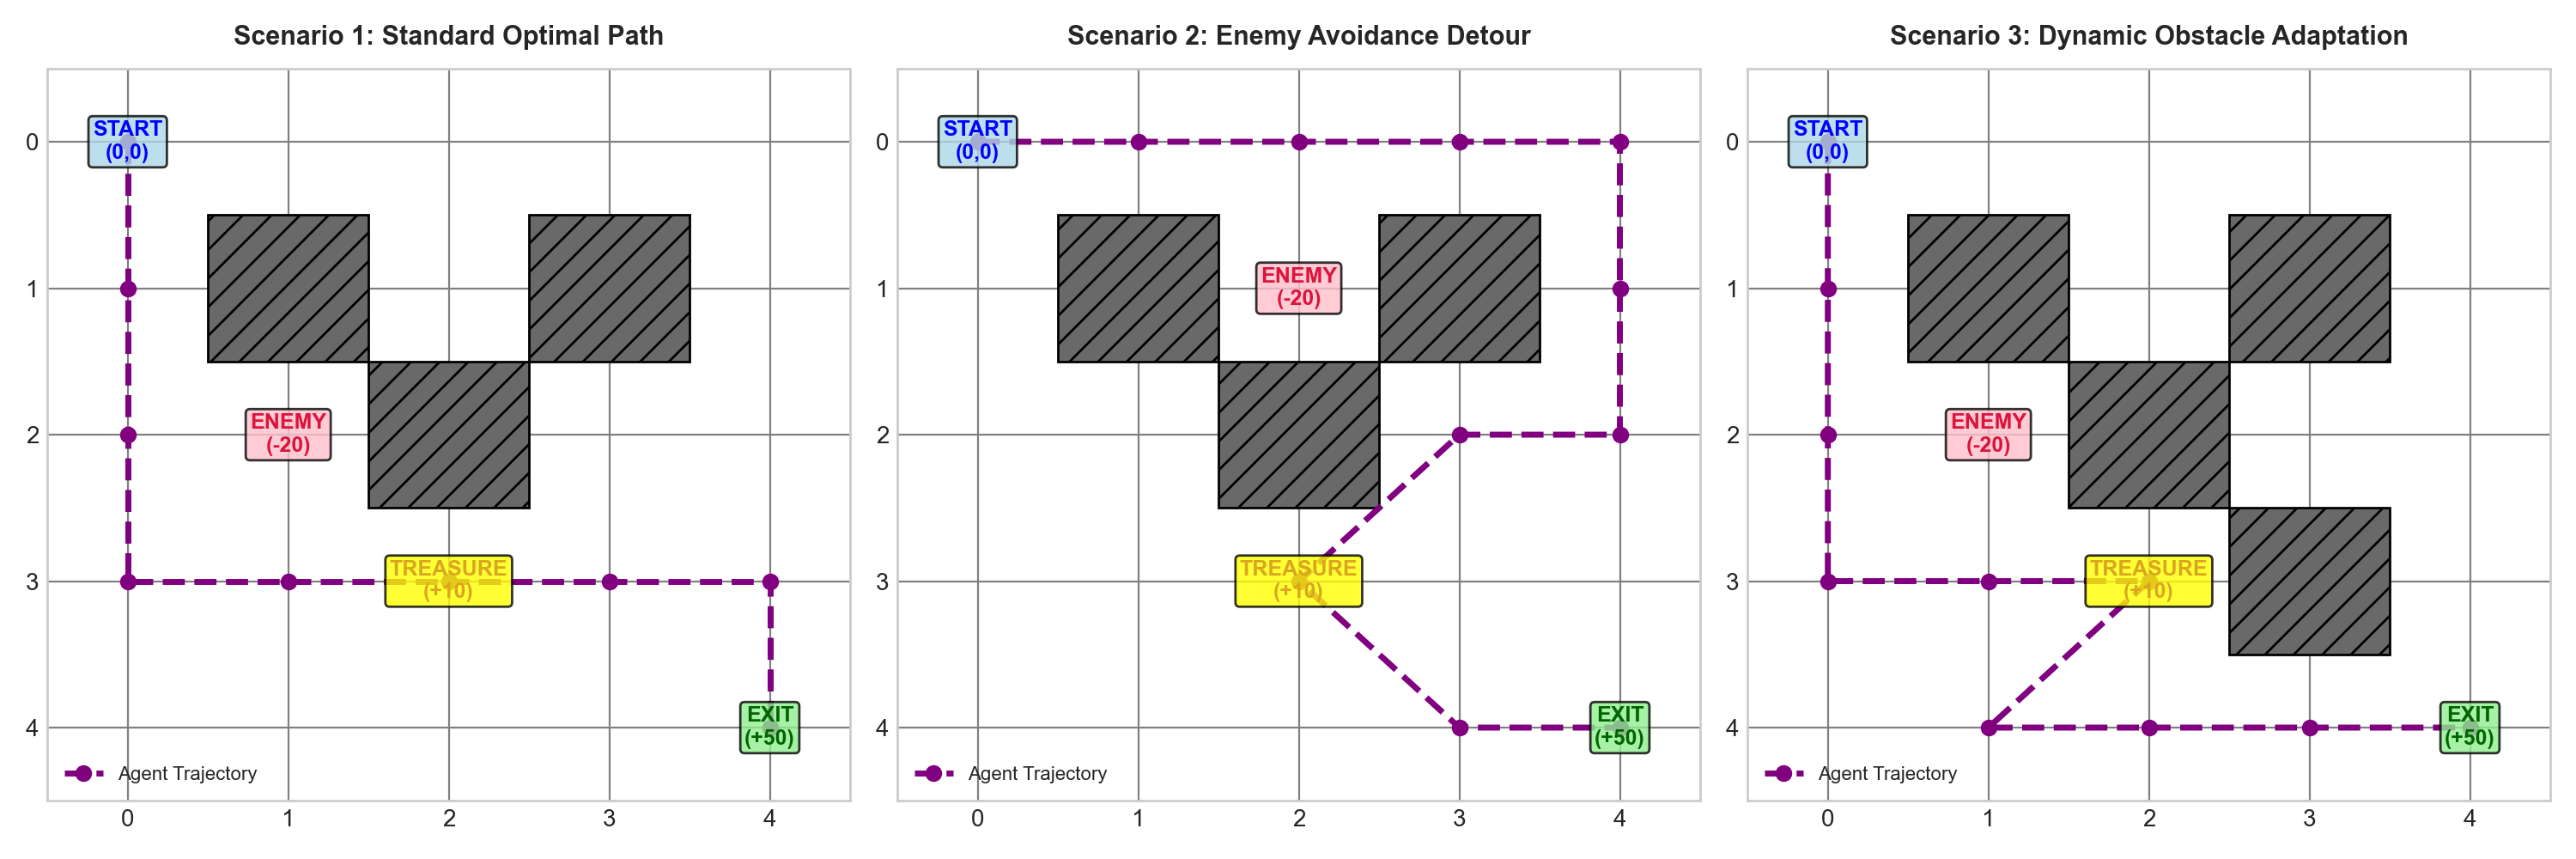 Scenario 1: Standard Optimal Path
START
(0,0)
ENEMY
(-20)
TREASURE
(+10)
EXIT
(+50)
Agent Trajectory
0
1
2
3
4
0
1
2
3
4
Scenario 2: Enemy Avoidance Detour
START
(0,0)
ENEMY
(-20)
TREASURE
(+10)
EXIT
(+50)
Agent Trajectory
0
1
2
3
4
0
1
2
3
4
Scenario 3: Dynamic Obstacle Adaptation
START
(0,0)
ENEMY
(-20)
TREASURE
(+10)
EXIT
(+50)
Agent Trajectory
0
1
2
3
4
0
1
2
3
4